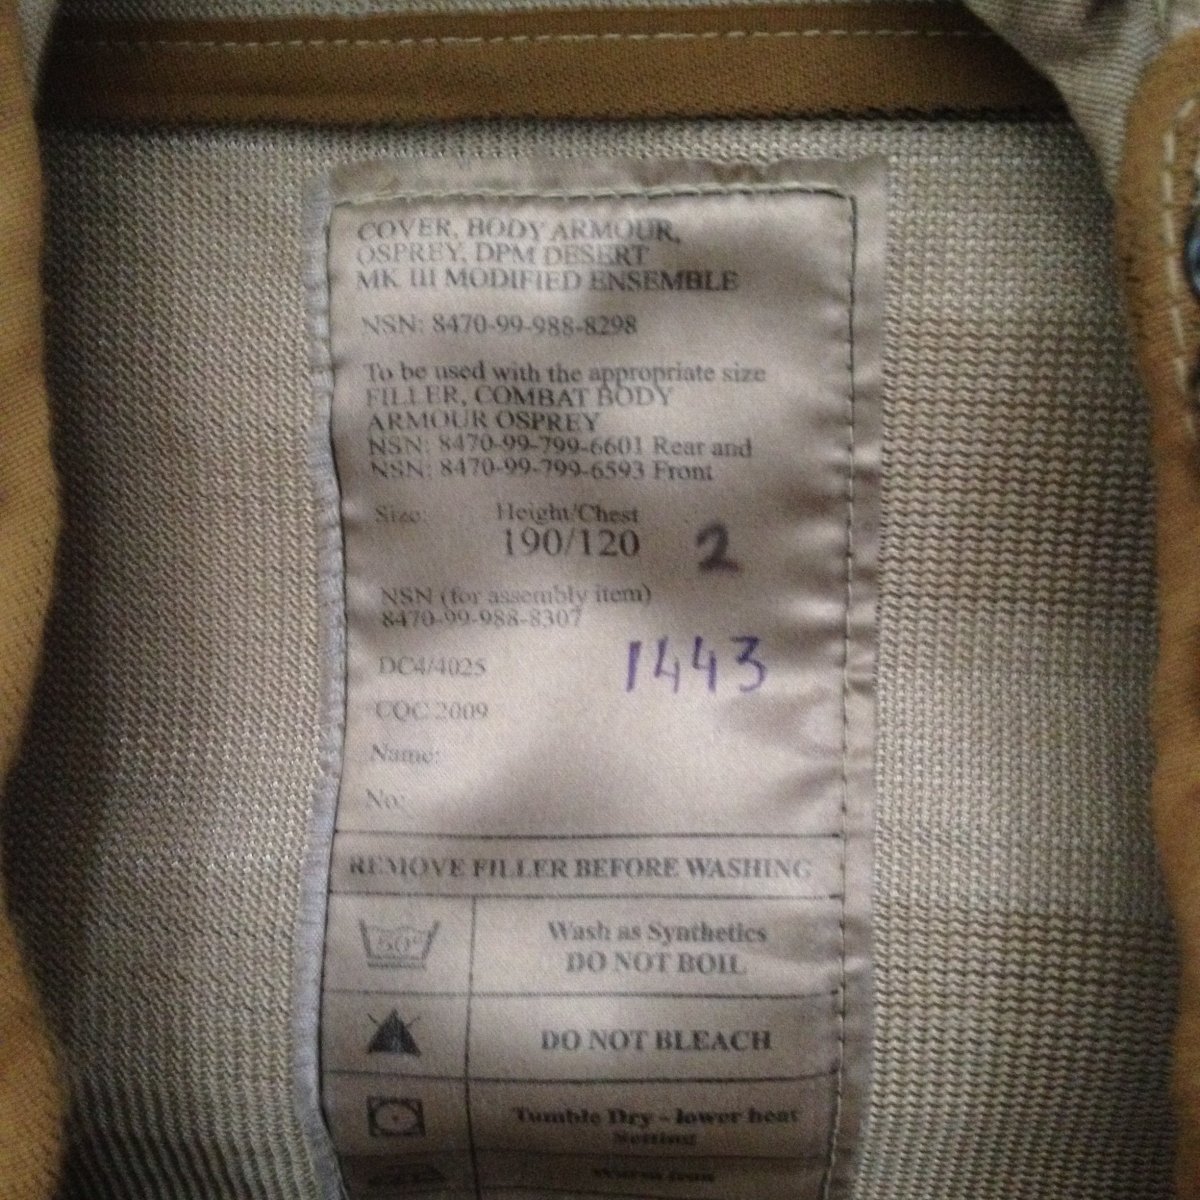 COVER, BODY ARMOUR,
OSPREY, DPM DESERT
MK III MODIFIED ENSEMBLE
NSN: 8470-99-988-8298
To be used with the appropriate size
FILLER, COMBAT BODY
ARMOUR OSPREY
NSN: 8470-99-799-6601 Rear and
NSN: 8470-99-799-6593 Front
Size: Height/Chest
190/120 2
NSN (for assembly item)
8470-99-988-8307
1443
DC4/4025
CQC 2009
Name:
No:
REMOVE FILLER BEFORE WASHING
50° Wash as Synthetics
DO NOT BOIL
DO NOT BLEACH
Tumble Dry - lower heat
Setting
Warm Iron